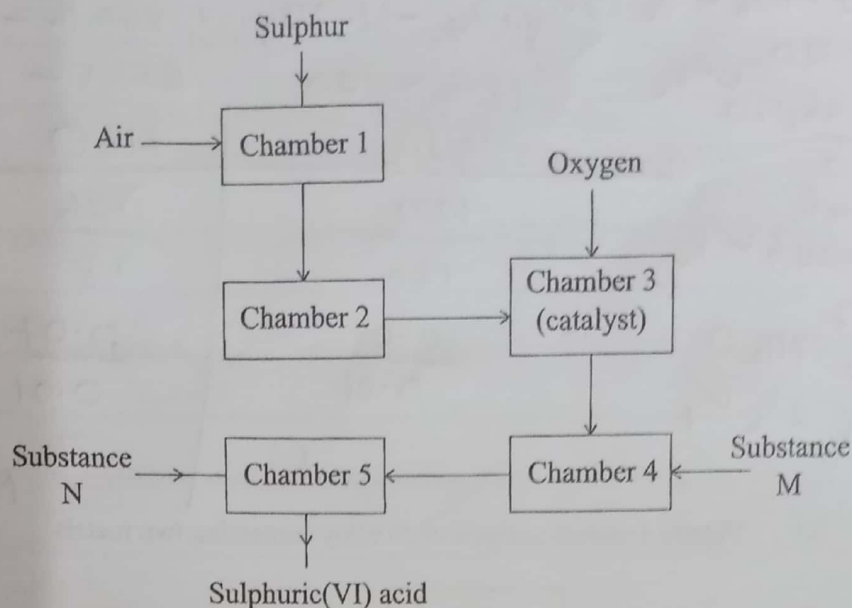 Sulphur
Air
Chamber 1
Oxygen
Chamber 2
Chamber 3
(catalyst)
Substance
N
Chamber 5
Chamber 4
Substance
M
Sulphuric(VI) acid